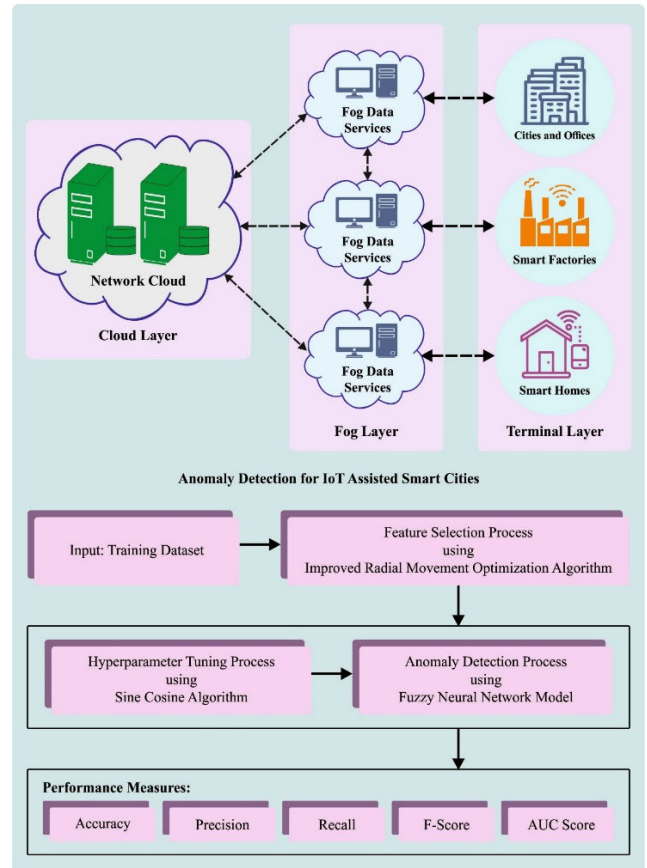 Fog Data
Services
Cities and Offices
Network Cloud
Cloud Layer
Fog Data
Services
Smart Factories
Fog Data
Services
Smart Homes
Fog Layer
Terminal Layer
Anomaly Detection for IoT Assisted Smart Cities
Input: Training Dataset
Feature Selection Process
using
Improved Radial Movement Optimization Algorithm
Hyperparameter Tuning Process
using
Sine Cosine Algorithm
Anomaly Detection Process
using
Fuzzy Neural Network Model
Performance Measures:
Accuracy
Precision
Recall
F-Score
AUC Score